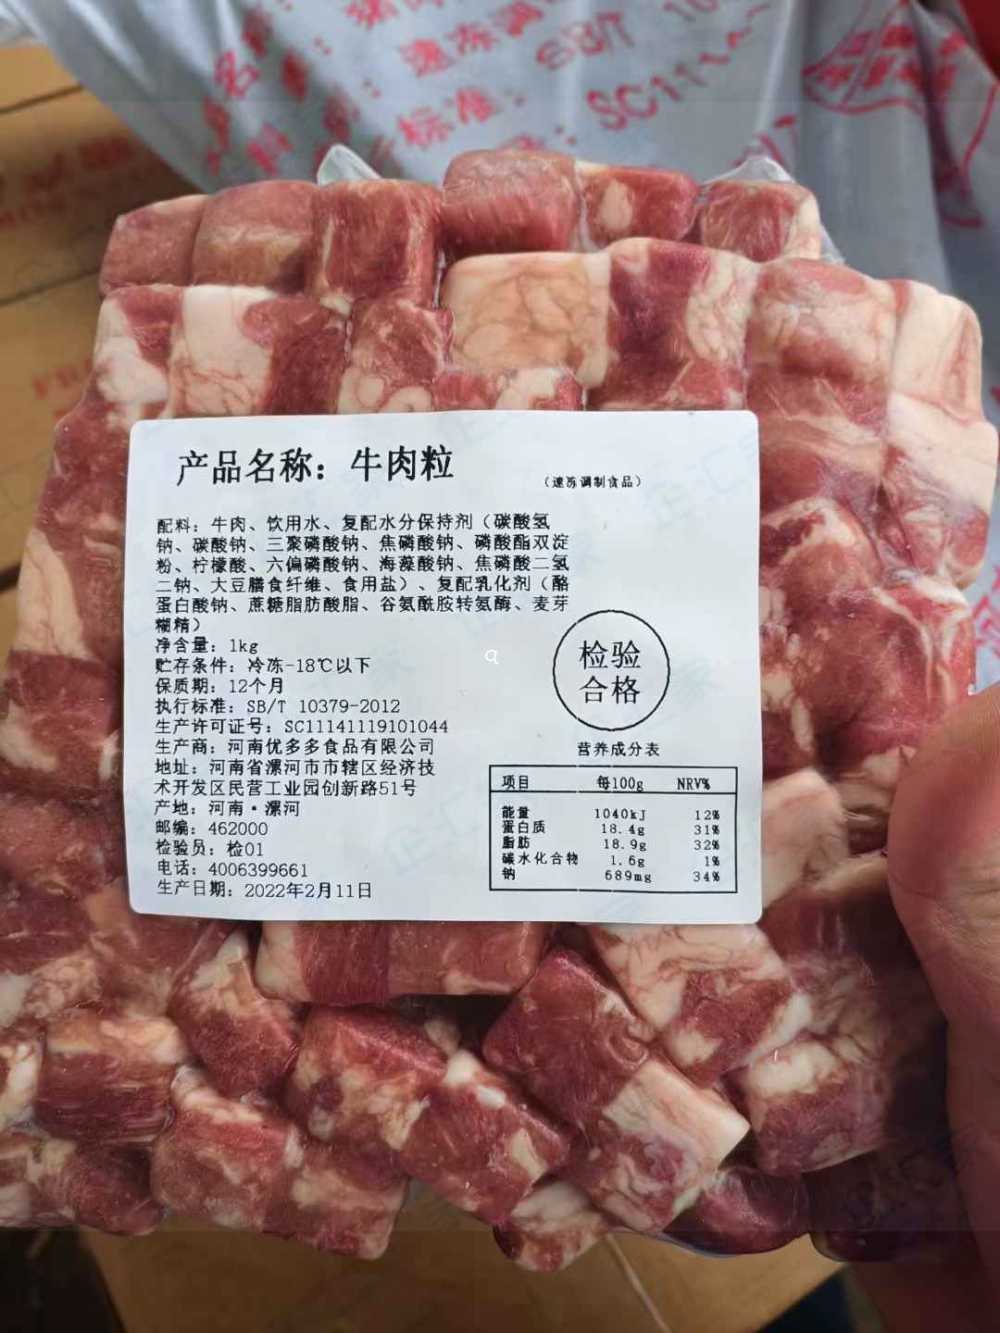 速冻调
标准:
SB/T 10
SC111
产品名称：牛肉粒
（速冻调制食品）
配料：牛肉、饮用水、复配水分保持剂（碳酸氢
钠、碳酸钠、三聚磷酸钠、焦磷酸钠、磷酸酯双淀
粉、柠檬酸、六偏磷酸钠、海藻酸钠、焦磷酸二氢
二钠、大豆膳食纤维、食用盐）、复配乳化剂（酪
蛋白酸钠、蔗糖脂肪酸脂、谷氨酰胺转氨酶、麦芽
糊精）
净含量：1kg
贮存条件：冷冻-18℃以下
保质期：12个月
执行标准：SB/T 10379-2012
生产许可证号：SC11141119101044
生产商：河南优多多食品有限公司
地址：河南省漯河市市辖区经济技
术开发区民营工业园创新路51号
产地：河南·漯河
邮编：462000
检验员：检01
电话：4006399661
生产日期：2022年2月11日
检验
合格
营养成分表
项目 每100g NRV%
能量 1040kJ 12%
蛋白质 18.4g 31%
脂肪 18.9g 32%
碳水化合物 1.6g 1%
钠 689mg 34%